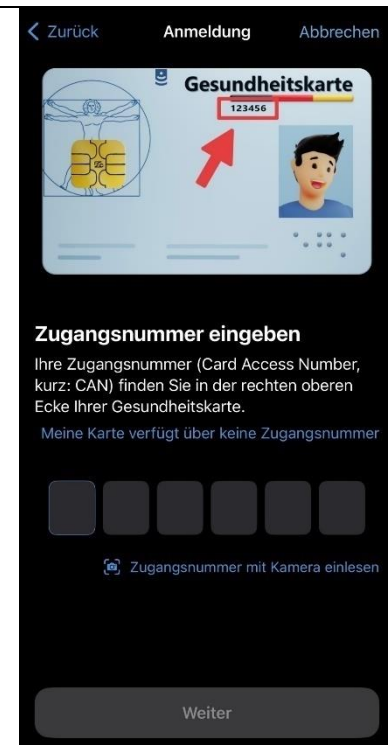 Zurück Anmeldung Abbrechen
Gesundheitskarte
123456
Zugangsnummer eingeben
Ihre Zugangsnummer (Card Access Number,
kurz: CAN) finden Sie in der rechten oberen
Ecke Ihrer Gesundheitskarte.
Meine Karte verfügt über keine Zugangsnummer
Zugangsnummer mit Kamera einlesen
Weiter